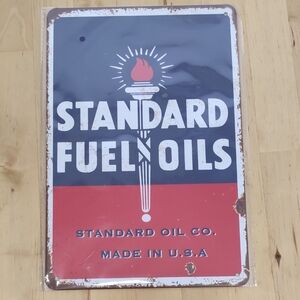 STANDARD
FUEL OILS
STANDARD OIL CO.
MADE IN U.S.A